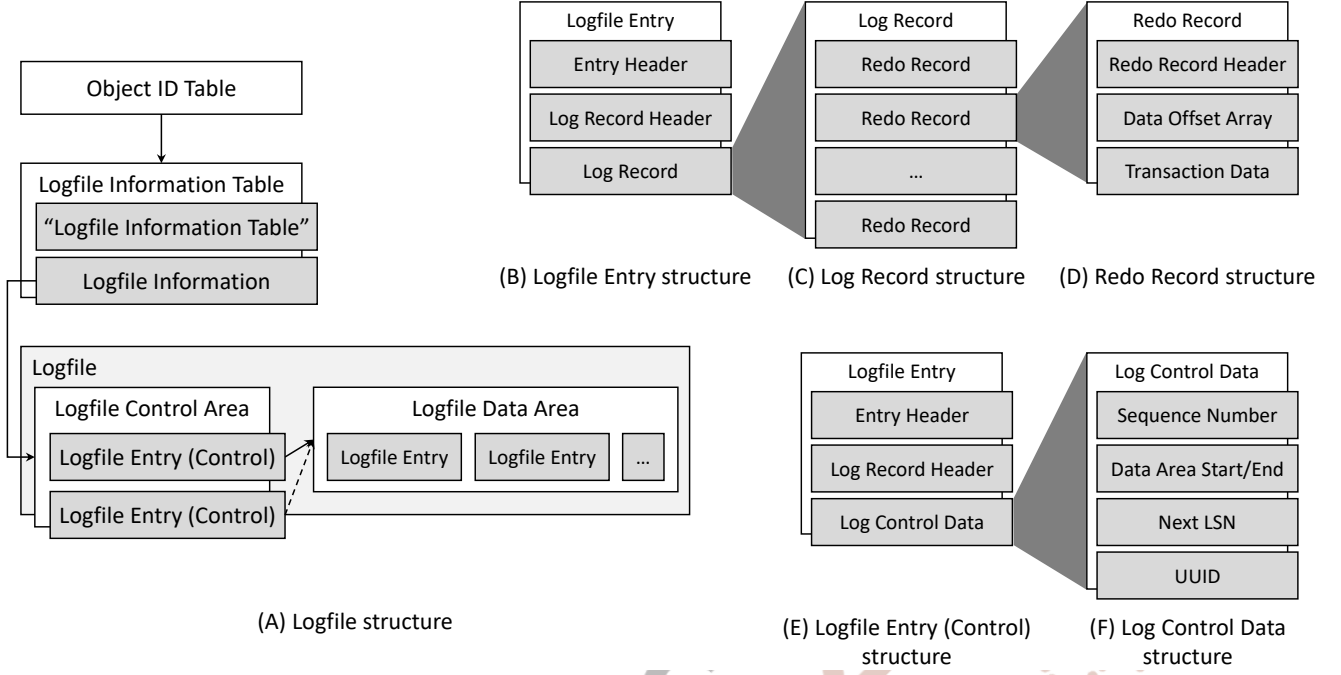 Object ID Table
Logfile Information Table
“Logfile Information Table”
Logfile Information
Logfile
Logfile Control Area
Logfile Entry (Control)
Logfile Entry (Control)
Logfile Data Area
Logfile Entry
Logfile Entry
...
(A) Logfile structure
Logfile Entry
Entry Header
Log Record Header
Log Record
(B) Logfile Entry structure
Log Record
Redo Record
Redo Record
...
Redo Record
(C) Log Record structure
Redo Record
Redo Record Header
Data Offset Array
Transaction Data
(D) Redo Record structure
Logfile Entry
Entry Header
Log Record Header
Log Control Data
(E) Logfile Entry (Control)
structure
Log Control Data
Sequence Number
Data Area Start/End
Next LSN
UUID
(F) Log Control Data
structure